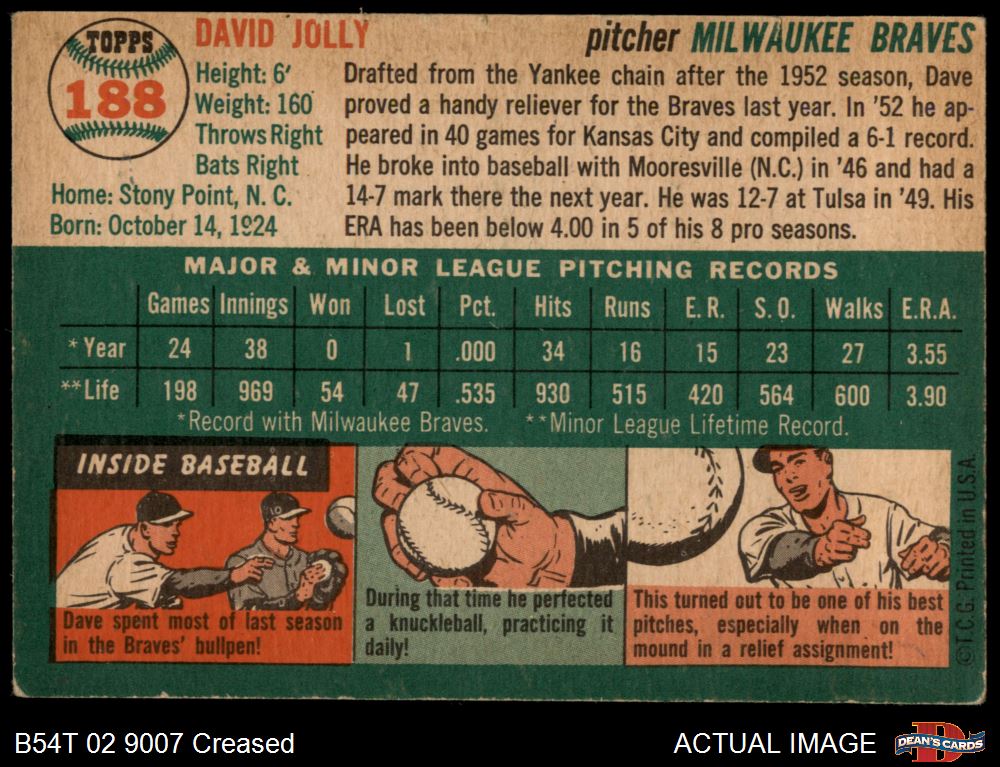 TOPPS
188
DAVID JOLLY
pitcher MILWAUKEE BRAVES
Height: 6'
Weight: 160
Throws Right
Bats Right
Home: Stony Point, N. C.
Born: October 14, 1924
Drafted from the Yankee chain after the 1952 season, Dave
proved a handy reliever for the Braves last year. In '52 he ap-
peared in 40 games for Kansas City and compiled a 6-1 record.
He broke into baseball with Mooresville (N.C.) in '46 and had a
14-7 mark there the next year. He was 12-7 at Tulsa in '49. His
ERA has been below 4.00 in 5 of his 8 pro seasons.
MAJOR & MINOR LEAGUE PITCHING RECORDS
Games Innings Won Lost Pct. Hits Runs E. R. S. O. Walks E.R.A.
* Year 24 38 0 1 .000 34 16 15 23 27 3.55
**Life 198 969 54 47 .535 930 515 420 564 600 3.90
*Record with Milwaukee Braves. **Minor League Lifetime Record.
INSIDE BASEBALL
10
Dave spent most of last season
in the Braves' bullpen!
During that time he perfected
a knuckleball, practicing it
daily!
This turned out to be one of his best
pitches, especially when on the
mound in a relief assignment!
©T.C.G. Printed in U.S.A.
B54T 02 9007 Creased
ACTUAL IMAGE
D
DEAN'S CARDS